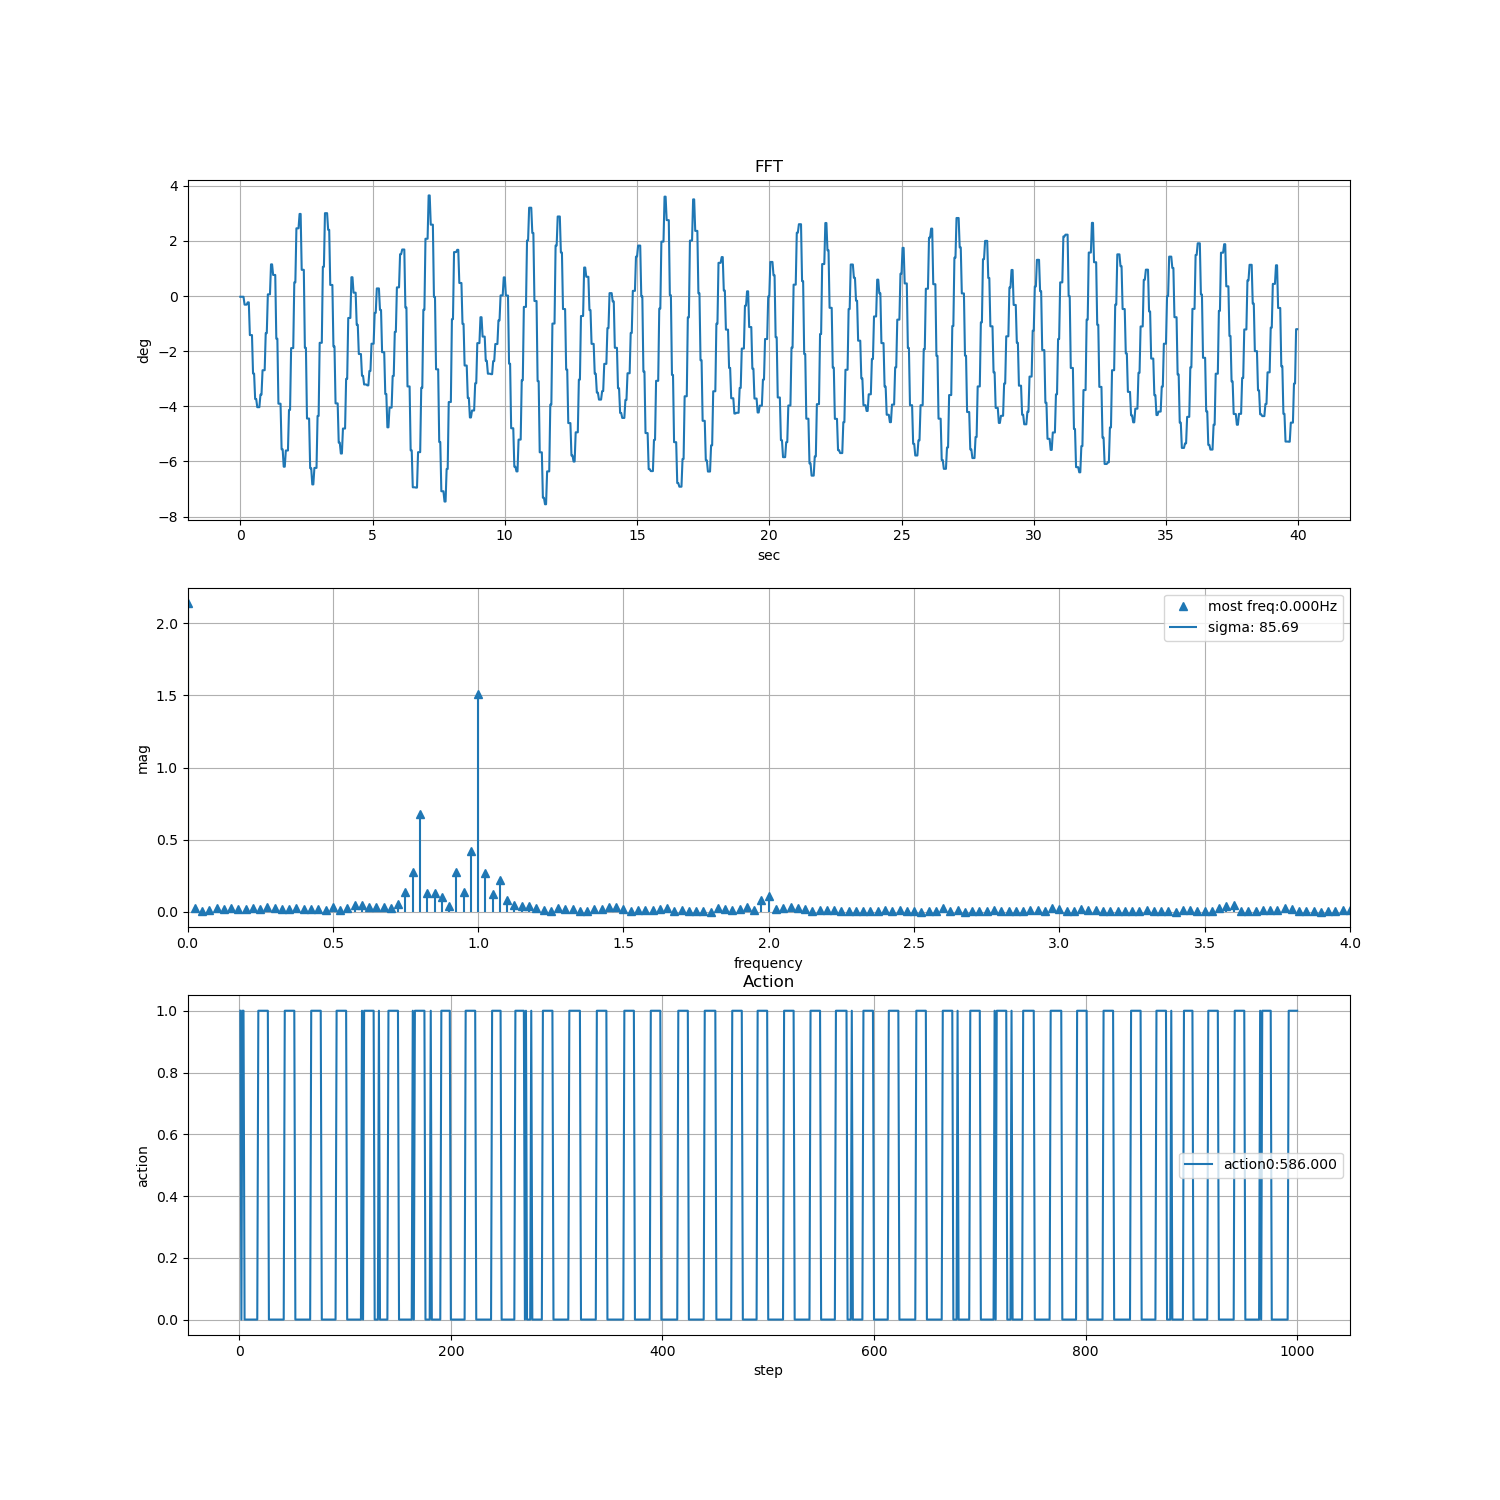 FFT
4
2
0
−2
−4
−6
−8
deg
0 5 10 15 20 25 30 35 40
sec
2.0
1.5
1.0
0.5
0.0
mag
most freq:0.000Hz
sigma: 85.69
0.0 0.5 1.0 1.5 2.0 2.5 3.0 3.5 4.0
frequency
Action
1.0
0.8
0.6
0.4
0.2
0.0
action
action0:586.000
0 200 400 600 800 1000
step